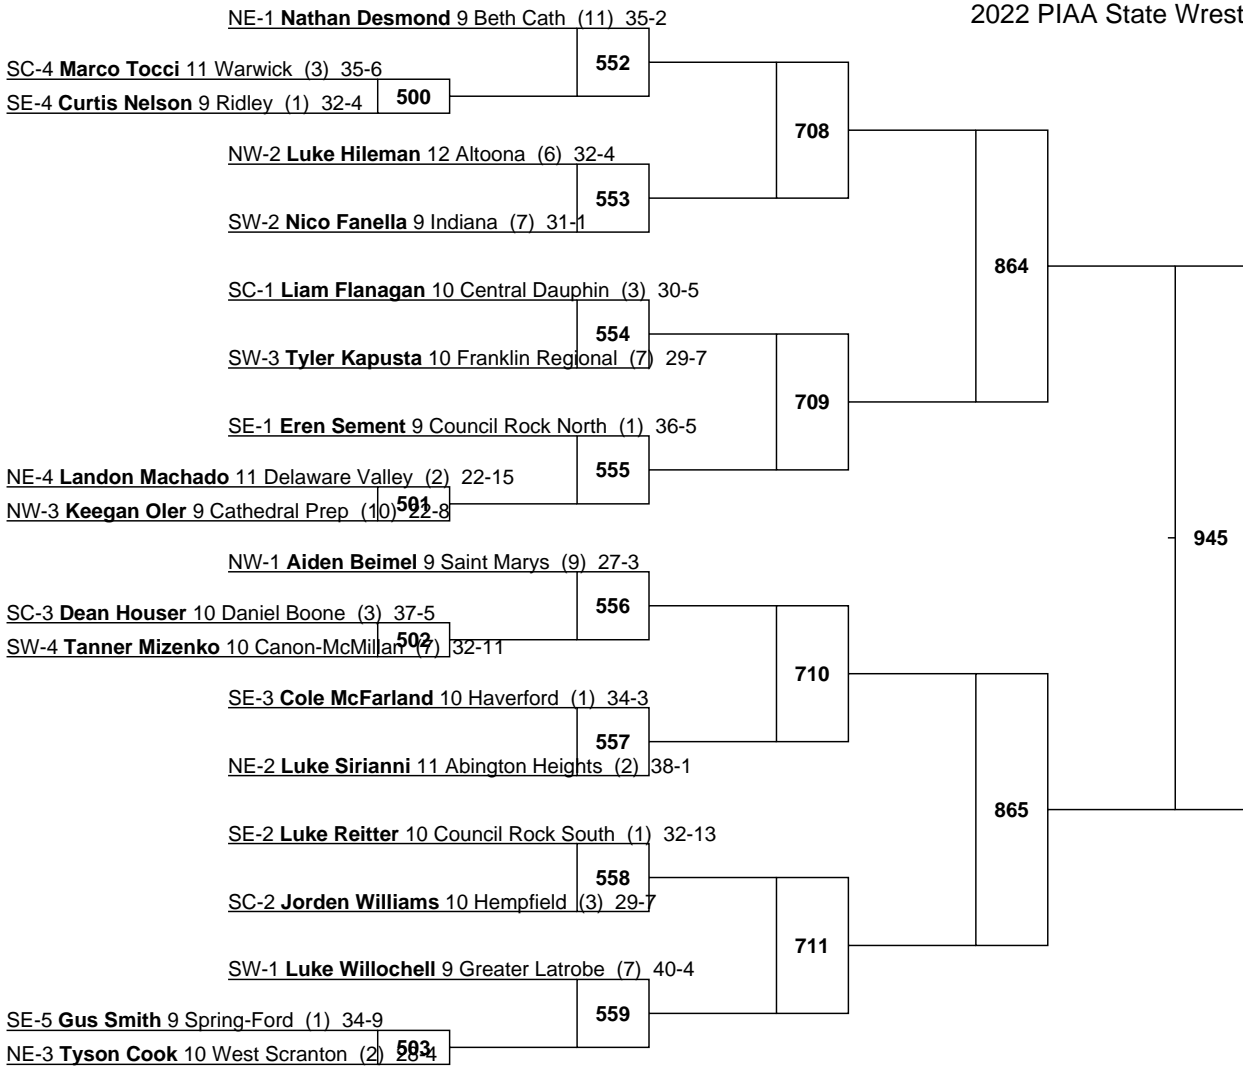 NE-1 Nathan Desmond 9 Beth Cath (11) 35-2
2022 PIAA State Wrest
552
SC-4 Marco Tocci 11 Warwick (3) 35-6
500
SE-4 Curtis Nelson 9 Ridley (1) 32-4
708
NW-2 Luke Hileman 12 Altoona (6) 32-4
553
SW-2 Nico Fanella 9 Indiana (7) 31-1
864
SC-1 Liam Flanagan 10 Central Dauphin (3) 30-5
554
SW-3 Tyler Kapusta 10 Franklin Regional (7) 29-7
709
SE-1 Eren Sement 9 Council Rock North (1) 36-5
555
NE-4 Landon Machado 11 Delaware Valley (2) 22-15
501
NW-3 Keegan Oler 9 Cathedral Prep (10) 22-8
945
NW-1 Aiden Beimel 9 Saint Marys (9) 27-3
556
SC-3 Dean Houser 10 Daniel Boone (3) 37-5
502
SW-4 Tanner Mizenko 10 Canon-McMillan (7) 32-11
710
SE-3 Cole McFarland 10 Haverford (1) 34-3
557
NE-2 Luke Sirianni 11 Abington Heights (2) 38-1
865
SE-2 Luke Reitter 10 Council Rock South (1) 32-13
558
SC-2 Jorden Williams 10 Hempfield (3) 29-7
711
SW-1 Luke Willochell 9 Greater Latrobe (7) 40-4
559
SE-5 Gus Smith 9 Spring-Ford (1) 34-9
503
NE-3 Tyson Cook 10 West Scranton (2) 28-4